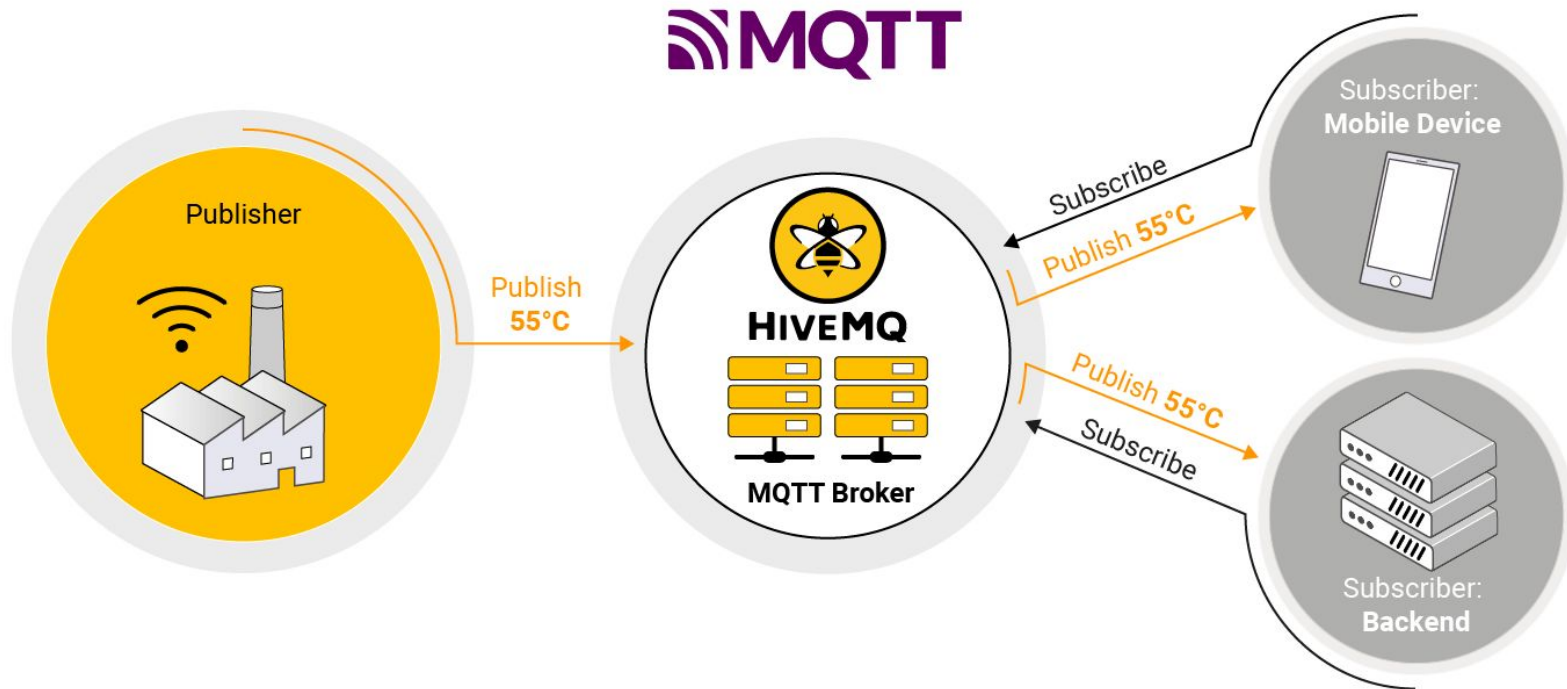 MQTT
Publisher
Publish
55°C
HIVEMQ
MQTT Broker
Subscribe
Publish 55°C
Subscriber:
Mobile Device
Publish 55°C
Subscribe
Subscriber:
Backend